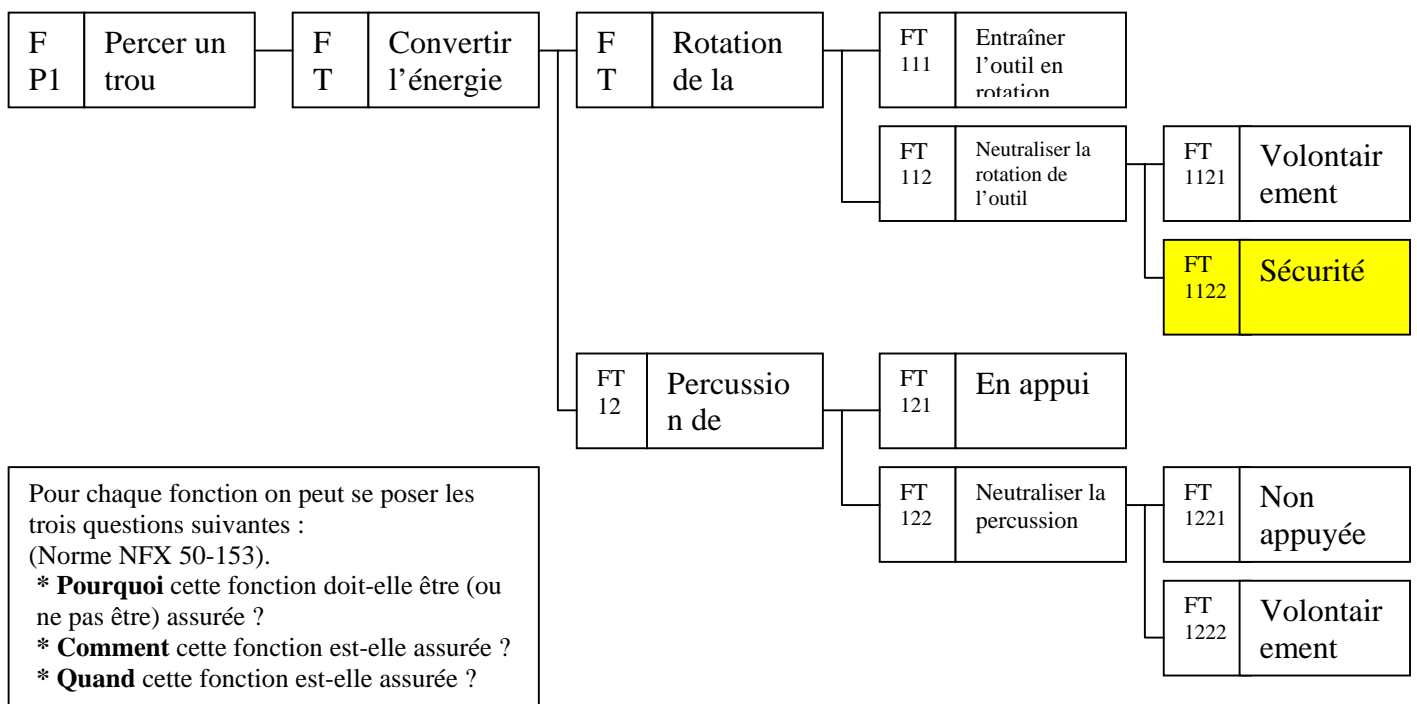 F
P1
Percer un
trou
F
T
Convertir
l’énergie
F
T
Rotation
de la
FT
111
Entraîner
l’outil en
rotation
FT
112
Neutraliser la
rotation de
l’outil
FT
1121
Volontair
ement
FT
1122
Sécurité
FT
12
Percussio
n de
FT
121
En appui
FT
122
Neutraliser la
percussion
FT
1221
Non
appuyée
FT
1222
Volontair
ement
Pour chaque fonction on peut se poser les
trois questions suivantes :
(Norme NFX 50-153).
* Pourquoi cette fonction doit-elle être (ou
ne pas être) assurée ?
* Comment cette fonction est-elle assurée ?
* Quand cette fonction est-elle assurée ?